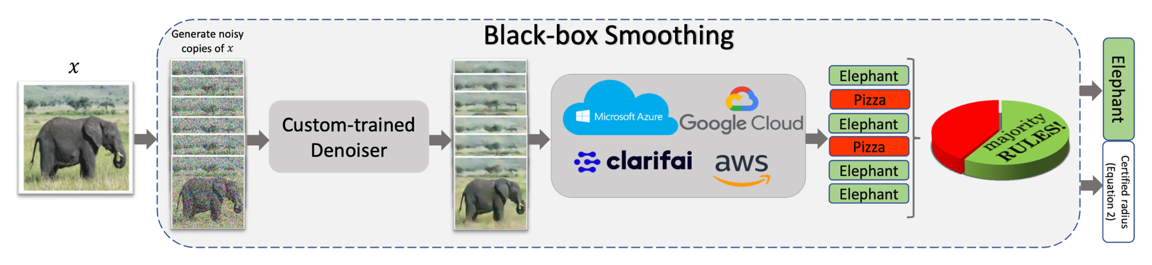 Black-box Smoothing
x
Generate noisy
copies of x
Custom-trained
Denoiser
Microsoft Azure
Google Cloud
clarifai
aws
Elephant
Pizza
Elephant
Pizza
Elephant
Elephant
majority
RULES!
Elephant
Certified radius
(Equation 2)